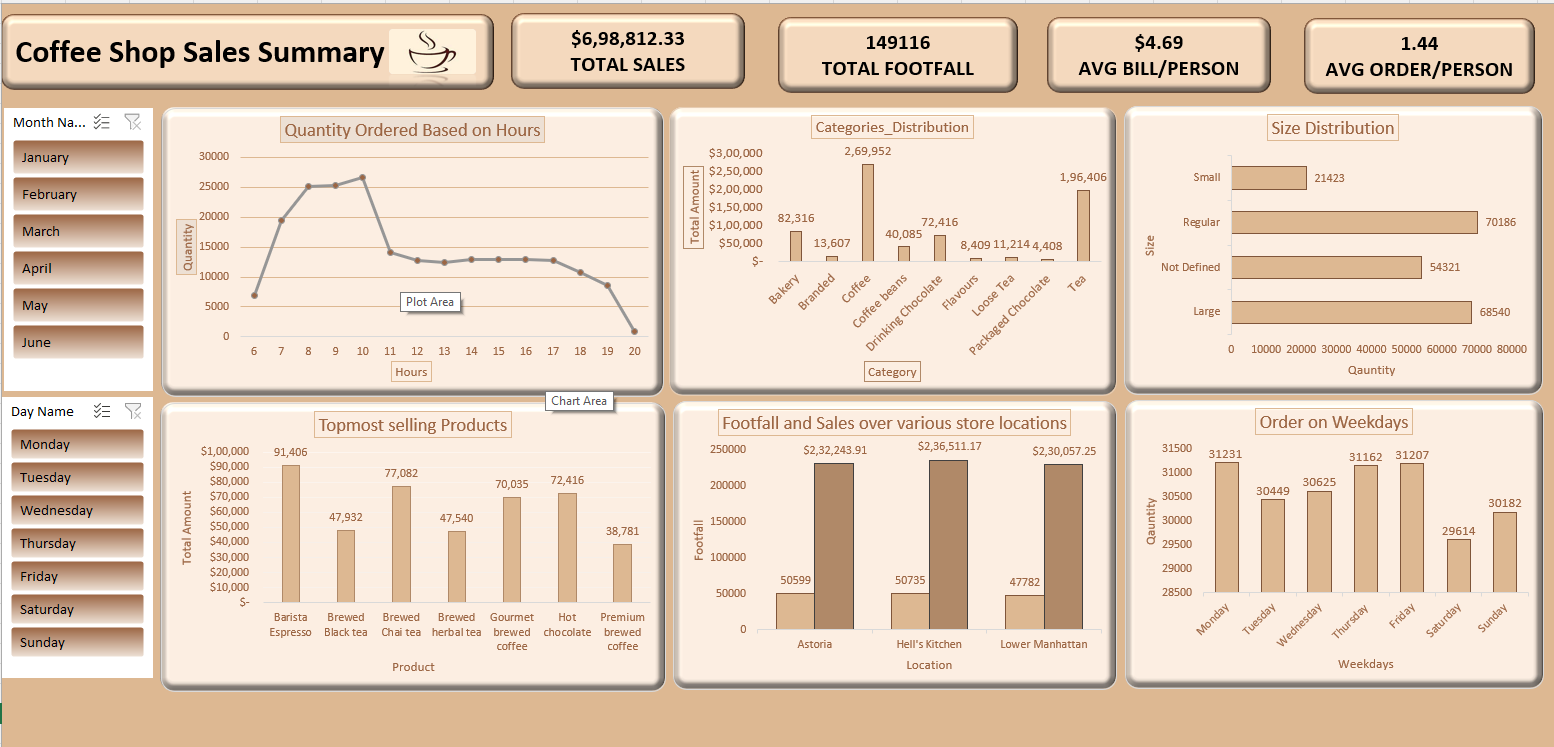 Coffee Shop Sales Summary
$6,98,812.33
TOTAL SALES
149116
TOTAL FOOTFALL
$4.69
AVG BILL/PERSON
1.44
AVG ORDER/PERSON
Month Na...
January
February
March
April
May
June
Day Name
Monday
Tuesday
Wednesday
Thursday
Friday
Saturday
Sunday
Quantity Ordered Based on Hours
Quantity
30000
25000
20000
15000
10000
5000
0
6 7 8 9 10 11 12 13 14 15 16 17 18 19 20
Hours
Plot Area
Chart Area
Categories_Distribution
Total Amount
$3,00,000
$2,50,000
$2,00,000
$1,50,000
$1,00,000
$50,000
$-
82,316
13,607
2,69,952
40,085
72,416
8,409
11,214
4,408
1,96,406
Bakery
Branded
Coffee
Coffee beans
Drinking Chocolate
Flavours
Loose Tea
Packaged Chocolate
Tea
Category
Size Distribution
Size
Small
21423
Regular
70186
Not Defined
54321
Large
68540
0 10000 20000 30000 40000 50000 60000 70000 80000
Qauntity
Topmost selling Products
Total Amount
$1,00,000
$90,000
$80,000
$70,000
$60,000
$50,000
$40,000
$30,000
$20,000
$10,000
$-
91,406
47,932
77,082
47,540
70,035
72,416
38,781
Barista
Espresso
Brewed
Black tea
Brewed
Chai tea
Brewed
herbal tea
Gourmet
brewed
coffee
Hot
chocolate
Premium
brewed
coffee
Product
Footfall and Sales over various store locations
Footfall
250000
200000
150000
100000
50000
0
50599
$2,32,243.91
50735
$2,36,511.17
47782
$2,30,057.25
Astoria
Hell's Kitchen
Lower Manhattan
Location
Order on Weekdays
Qauntity
31500
31000
30500
30000
29500
29000
28500
31231
30449
30625
31162
31207
29614
30182
Monday
Tuesday
Wednesday
Thursday
Friday
Saturday
Sunday
Weekdays